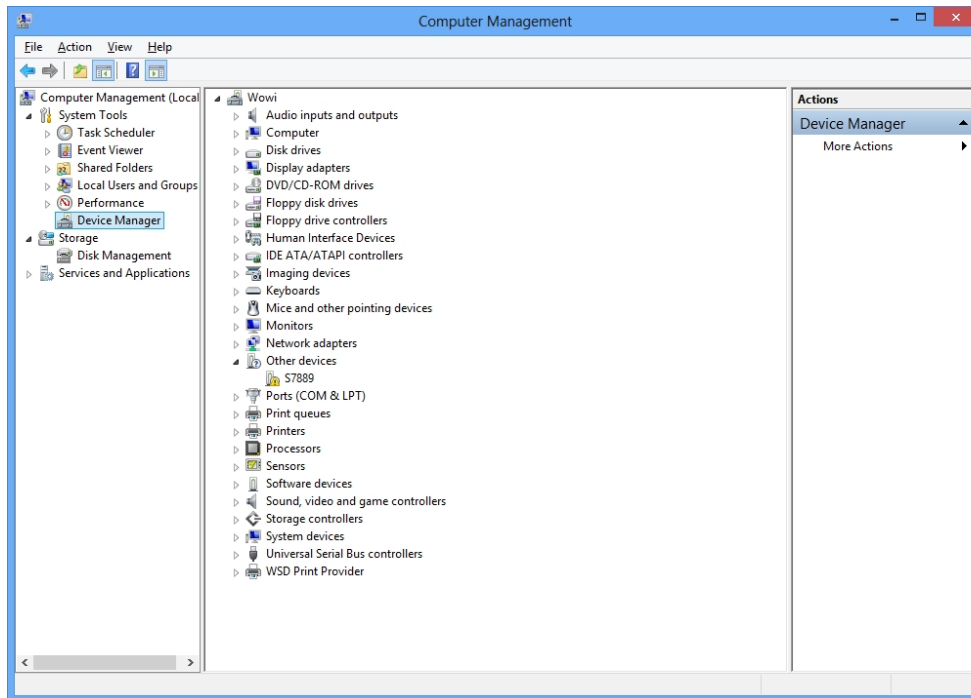 Computer Management
File Action View Help
Computer Management (Local
System Tools
Task Scheduler
Event Viewer
Shared Folders
Local Users and Groups
Performance
Device Manager
Storage
Disk Management
Services and Applications
Wowi
Audio inputs and outputs
Computer
Disk drives
Display adapters
DVD/CD-ROM drives
Floppy disk drives
Floppy drive controllers
Human Interface Devices
IDE ATA/ATAPI controllers
Imaging devices
Keyboards
Mice and other pointing devices
Monitors
Network adapters
Other devices
S7889
Ports (COM & LPT)
Print queues
Printers
Processors
Sensors
Software devices
Sound, video and game controllers
Storage controllers
System devices
Universal Serial Bus controllers
WSD Print Provider
Actions
Device Manager
More Actions